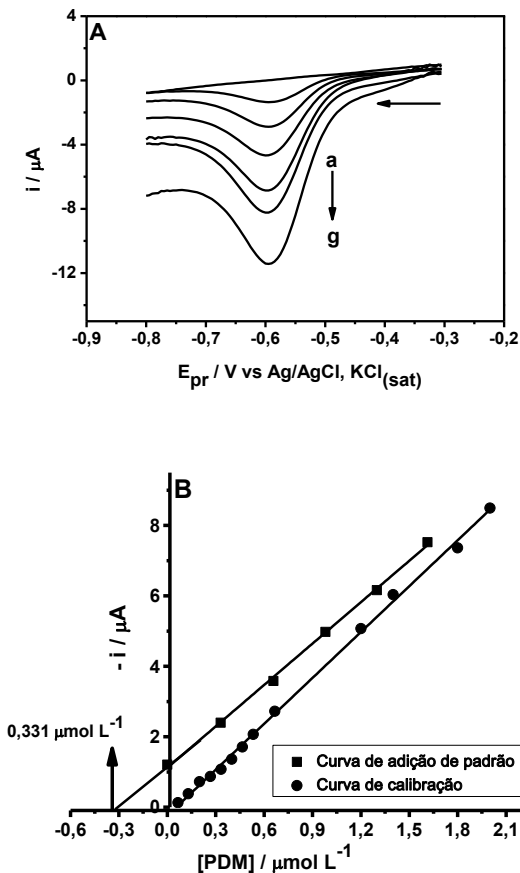 A
4
0
-4
-8
-12
i / μA
a
g
-0,9 -0,8 -0,7 -0,6 -0,5 -0,4 -0,3 -0,2
E_pr / V vs Ag/AgCl, KCl_(sat)
B
8
6
4
2
0
- i / μA
0,331 μmol L⁻¹
Curva de adição de padrão
Curva de calibração
-0,6 -0,3 0,0 0,3 0,6 0,9 1,2 1,5 1,8 2,1
[PDM] / μmol L⁻¹